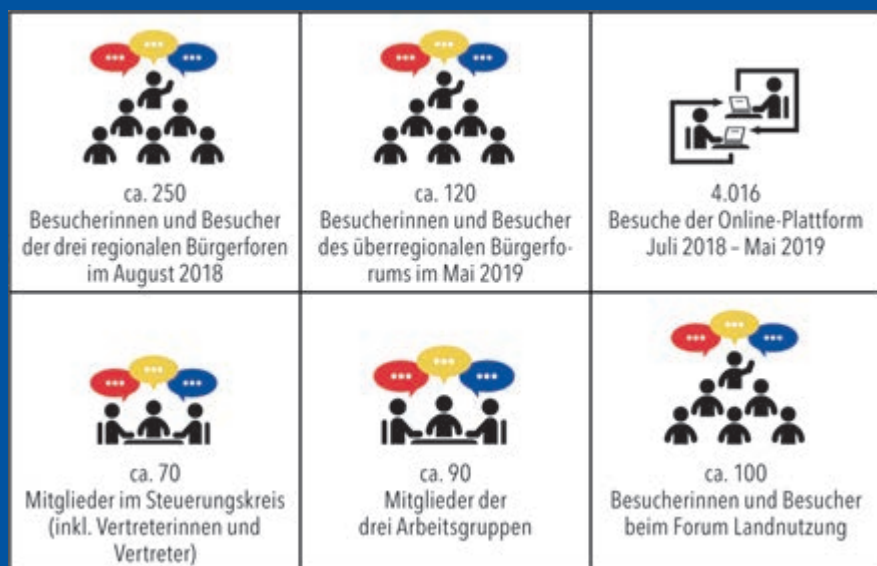 ca. 250
Besucherinnen und Besucher
der drei regionalen Bürgerforen
im August 2018
ca. 120
Besucherinnen und Besucher
des überregionalen Bürgerfo-
rums im Mai 2019
4.016
Besuche der Online-Plattform
Juli 2018 – Mai 2019
ca. 70
Mitglieder im Steuerungskreis
(inkl. Vertreterinnen und
Vertreter)
ca. 90
Mitglieder der
drei Arbeitsgruppen
ca. 100
Besucherinnen und Besucher
beim Forum Landnutzung